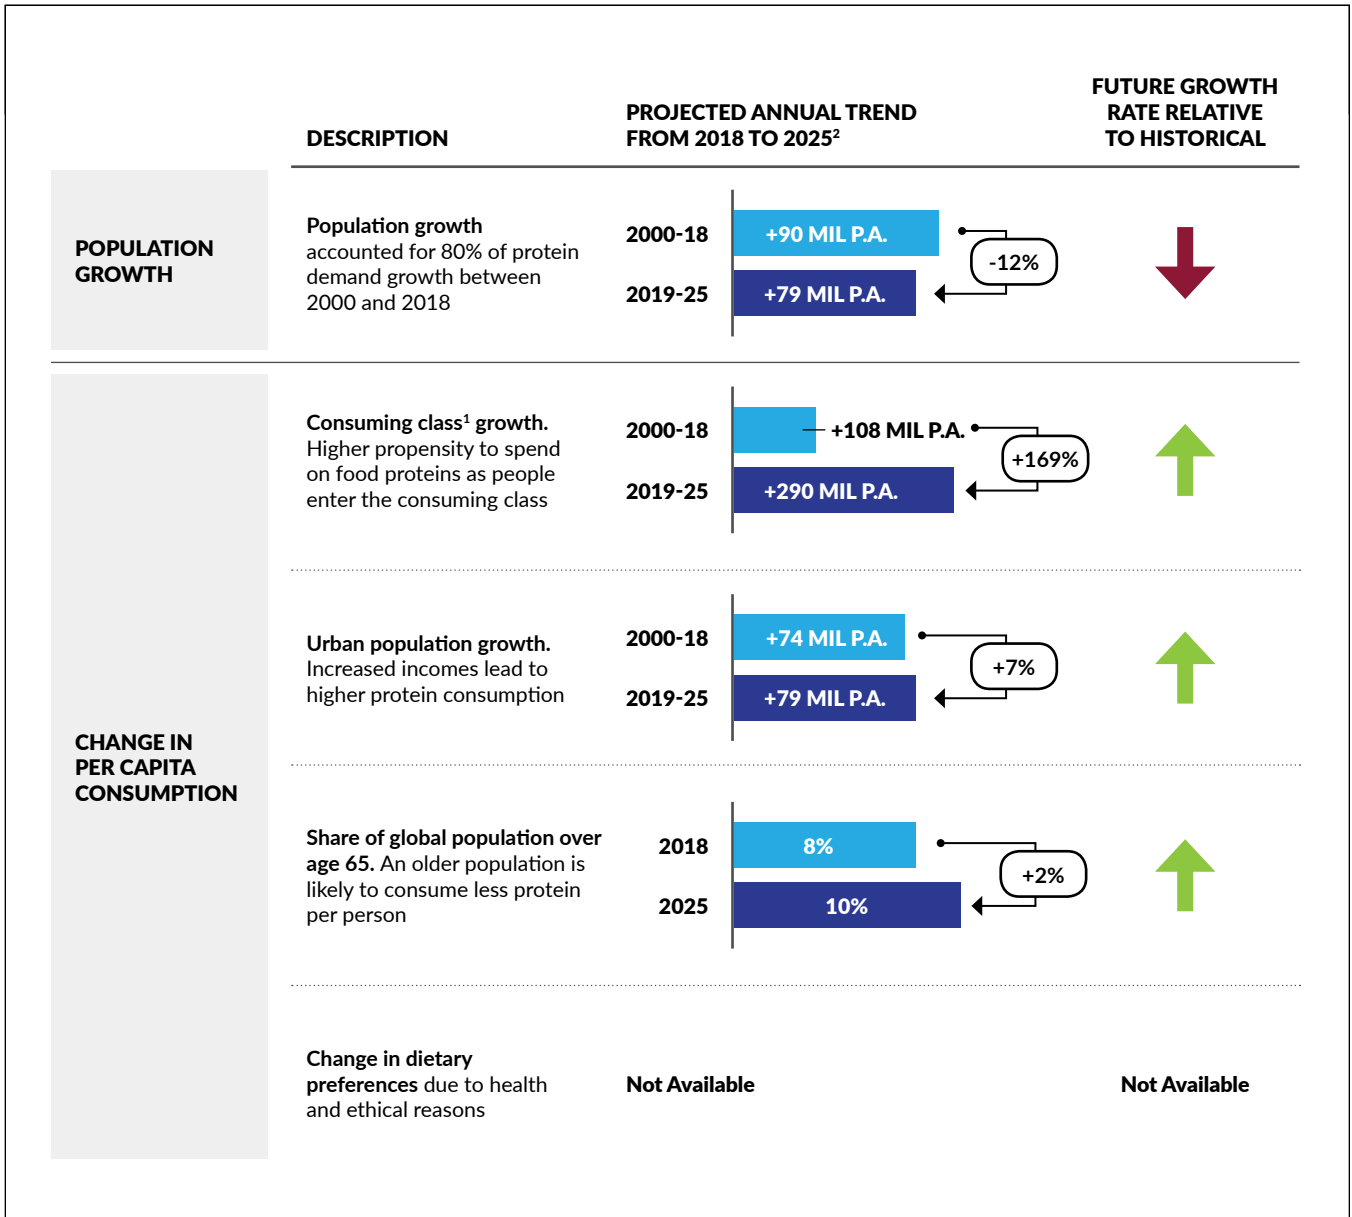 DESCRIPTION
PROJECTED ANNUAL TREND
FROM 2018 TO 2025²
FUTURE GROWTH
RATE RELATIVE
TO HISTORICAL
POPULATION
GROWTH
Population growth
accounted for 80% of protein
demand growth between
2000 and 2018
2000-18
+90 MIL P.A.
2019-25
+79 MIL P.A.
-12%
CHANGE IN
PER CAPITA
CONSUMPTION
Consuming class¹ growth.
Higher propensity to spend
on food proteins as people
enter the consuming class
2000-18
+108 MIL P.A.
2019-25
+290 MIL P.A.
+169%
Urban population growth.
Increased incomes lead to
higher protein consumption
2000-18
+74 MIL P.A.
2019-25
+79 MIL P.A.
+7%
Share of global population over
age 65. An older population is
likely to consume less protein
per person
2018
8%
2025
10%
+2%
Change in dietary
preferences due to health
and ethical reasons
Not Available
Not Available